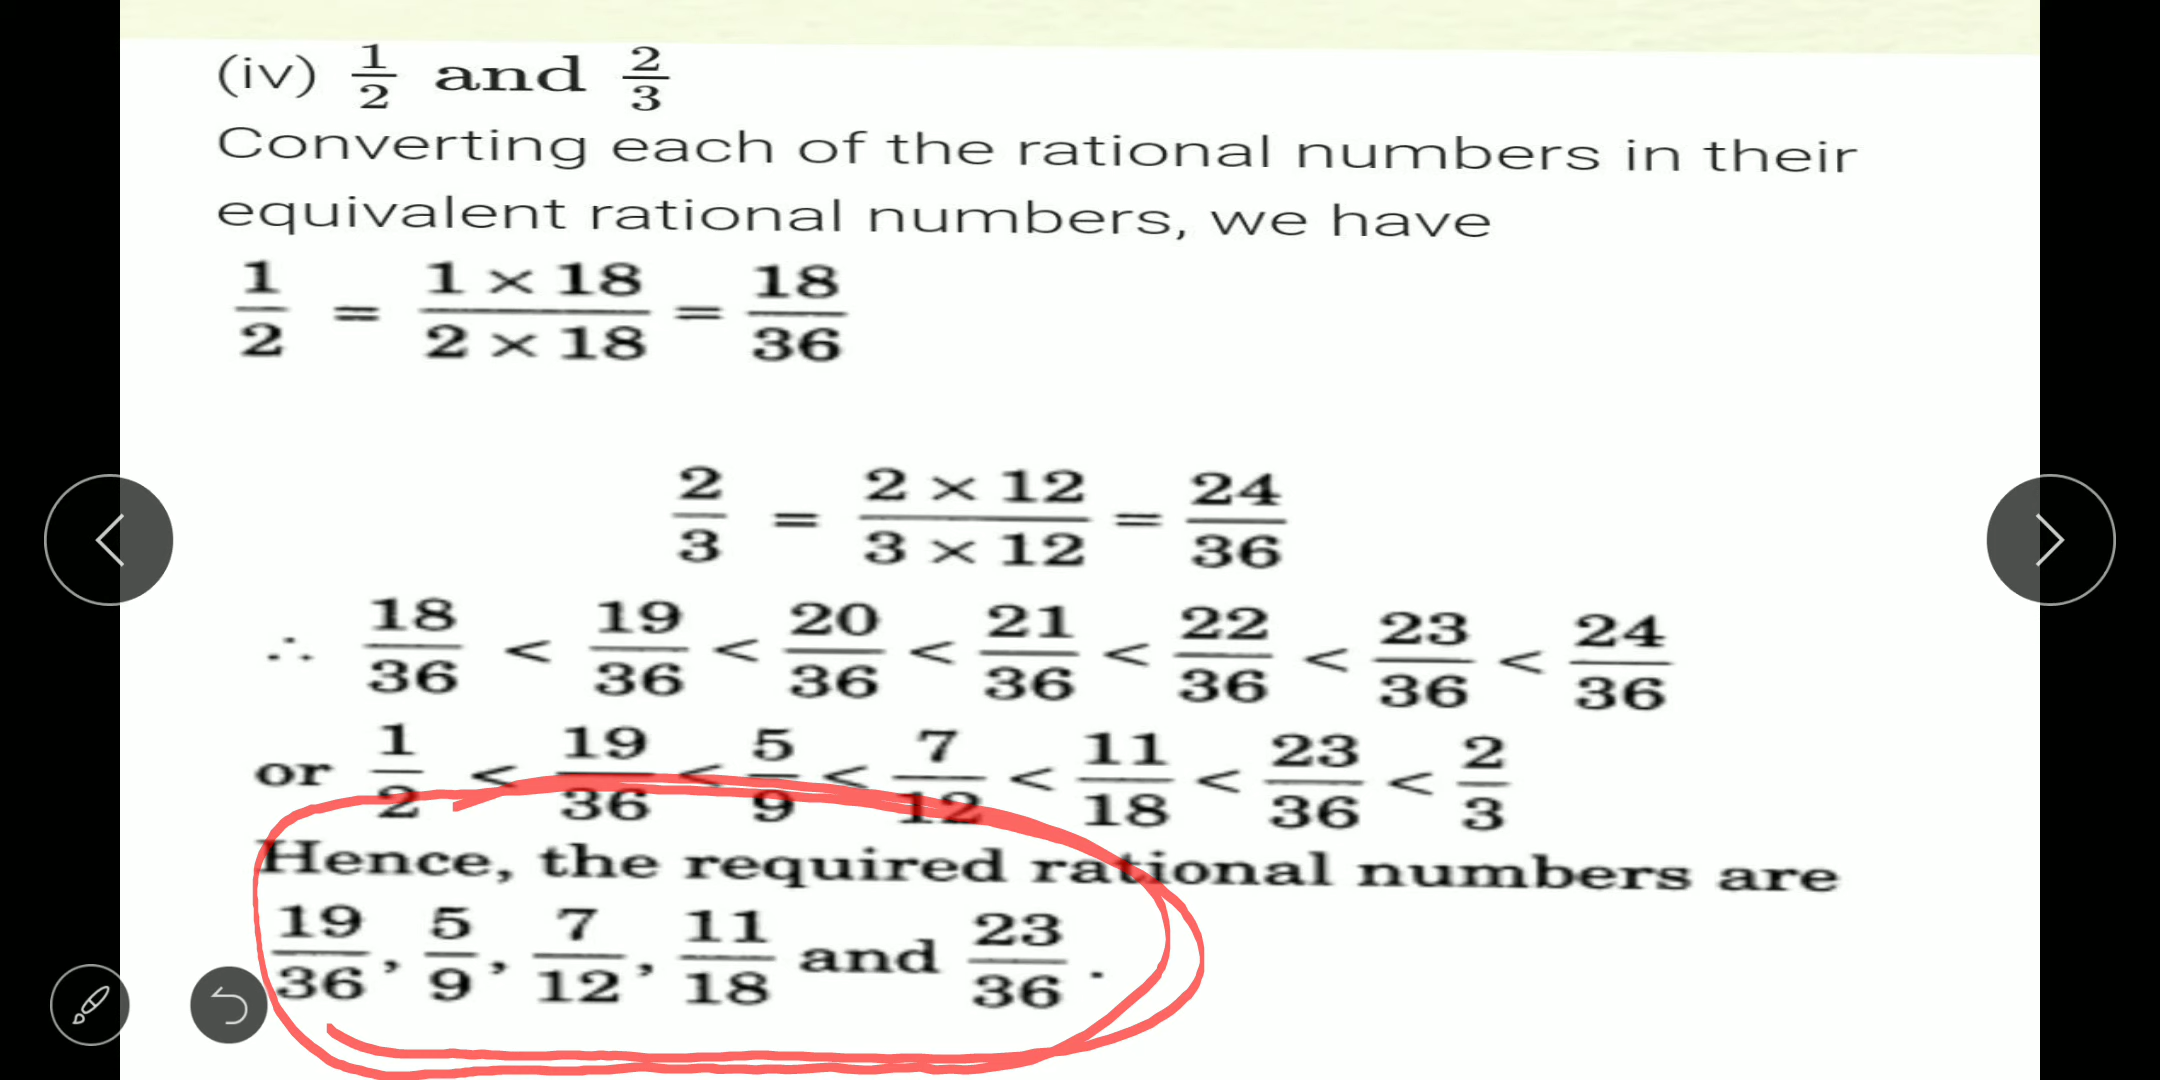 (iv) 1/2 and 2/3
Converting each of the rational numbers in their
equivalent rational numbers, we have
1/2 = (1 × 18)/(2 × 18) = 18/36
2/3 = (2 × 12)/(3 × 12) = 24/36
∴ 18/36 < 19/36 < 20/36 < 21/36 < 22/36 < 23/36 < 24/36
or 1/2 < 19/36 < 5/9 < 7/12 < 11/18 < 23/36 < 2/3
Hence, the required rational numbers are
19/36, 5/9, 7/12, 11/18 and 23/36.